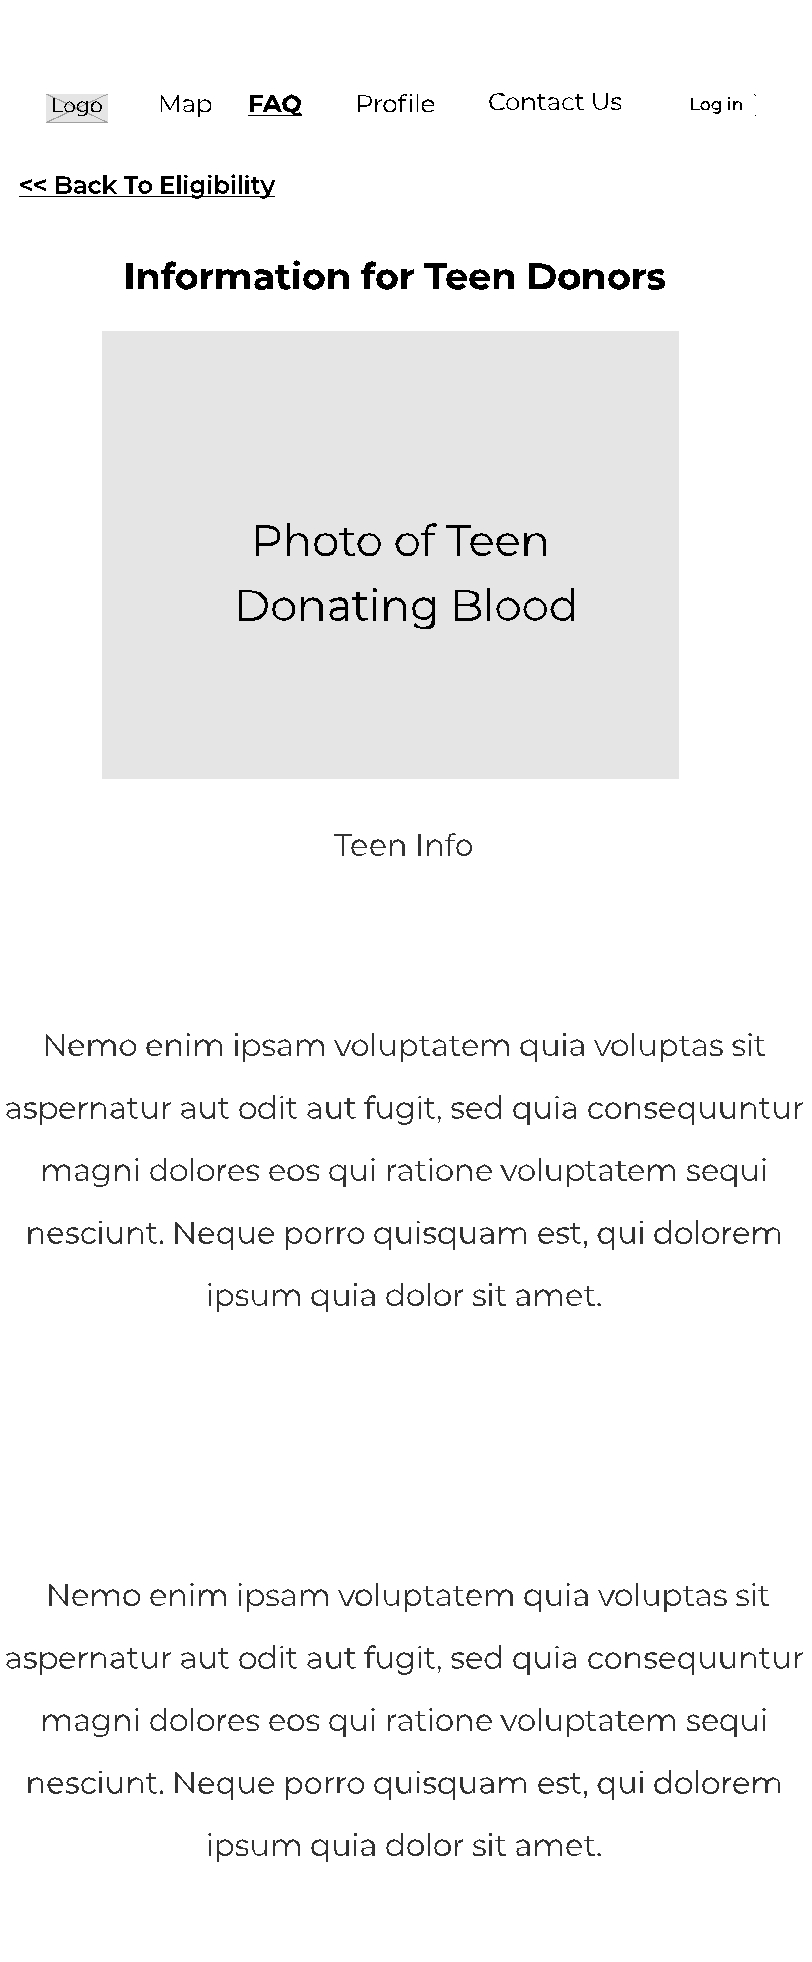 Logo Map FAQ Profile Contact Us Log in
<< Back To Eligibility
Information for Teen Donors
Photo of Teen
Donating Blood
Teen Info
Nemo enim ipsam voluptatem quia voluptas sit
aspernatur aut odit aut fugit, sed quia consequuntur
magni dolores eos qui ratione voluptatem sequi
nesciunt. Neque porro quisquam est, qui dolorem
ipsum quia dolor sit amet.
Nemo enim ipsam voluptatem quia voluptas sit
aspernatur aut odit aut fugit, sed quia consequuntur
magni dolores eos qui ratione voluptatem sequi
nesciunt. Neque porro quisquam est, qui dolorem
ipsum quia dolor sit amet.